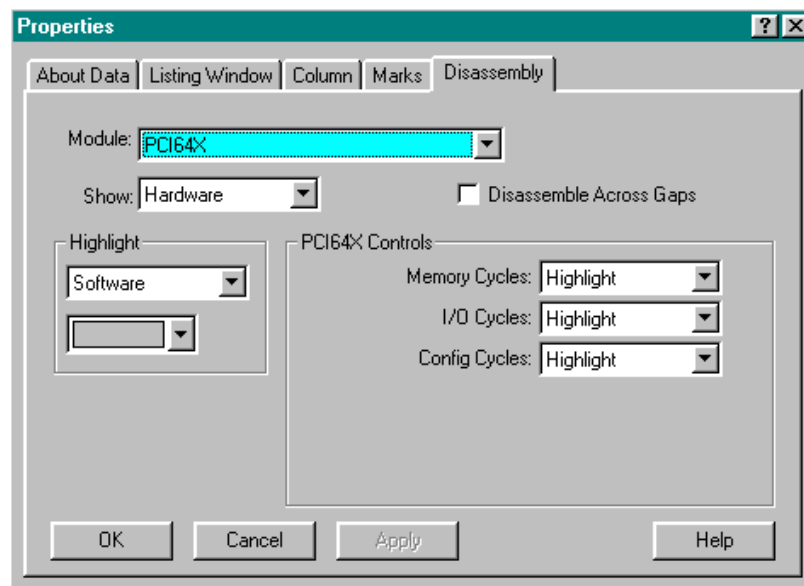 Properties
About Data Listing Window Column Marks Disassembly
Module: PCI64X
Show: Hardware Disassemble Across Gaps
Highlight
Software
PCI64X Controls
Memory Cycles: Highlight
I/O Cycles: Highlight
Config Cycles: Highlight
OK Cancel Apply Help